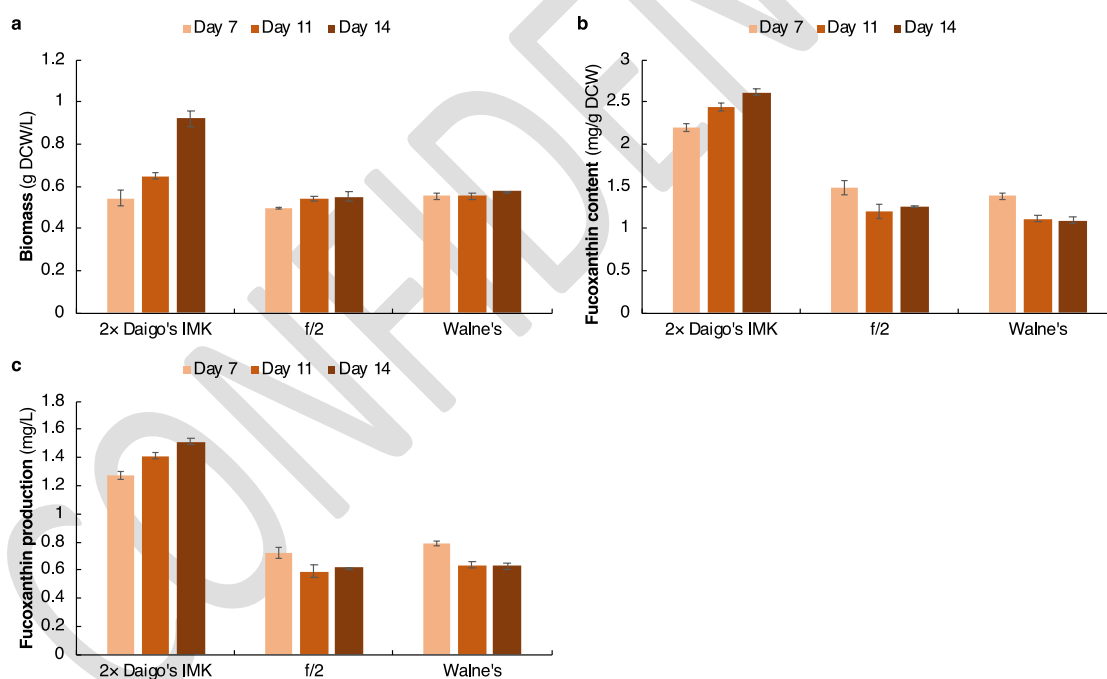 a
Day 7 Day 11 Day 14
Biomass (g DCW/L)
1.2
1
0.8
0.6
0.4
0.2
0
2× Daigo's IMK f/2 Walne's
b
Day 7 Day 11 Day 14
Fucoxanthin content (mg/g DCW)
3
2.5
2
1.5
1
0.5
0
2× Daigo's IMK f/2 Walne's
c
Day 7 Day 11 Day 14
Fucoxanthin production (mg/L)
1.8
1.6
1.4
1.2
1
0.8
0.6
0.4
0.2
0
2× Daigo's IMK f/2 Walne's
CONFIDEN